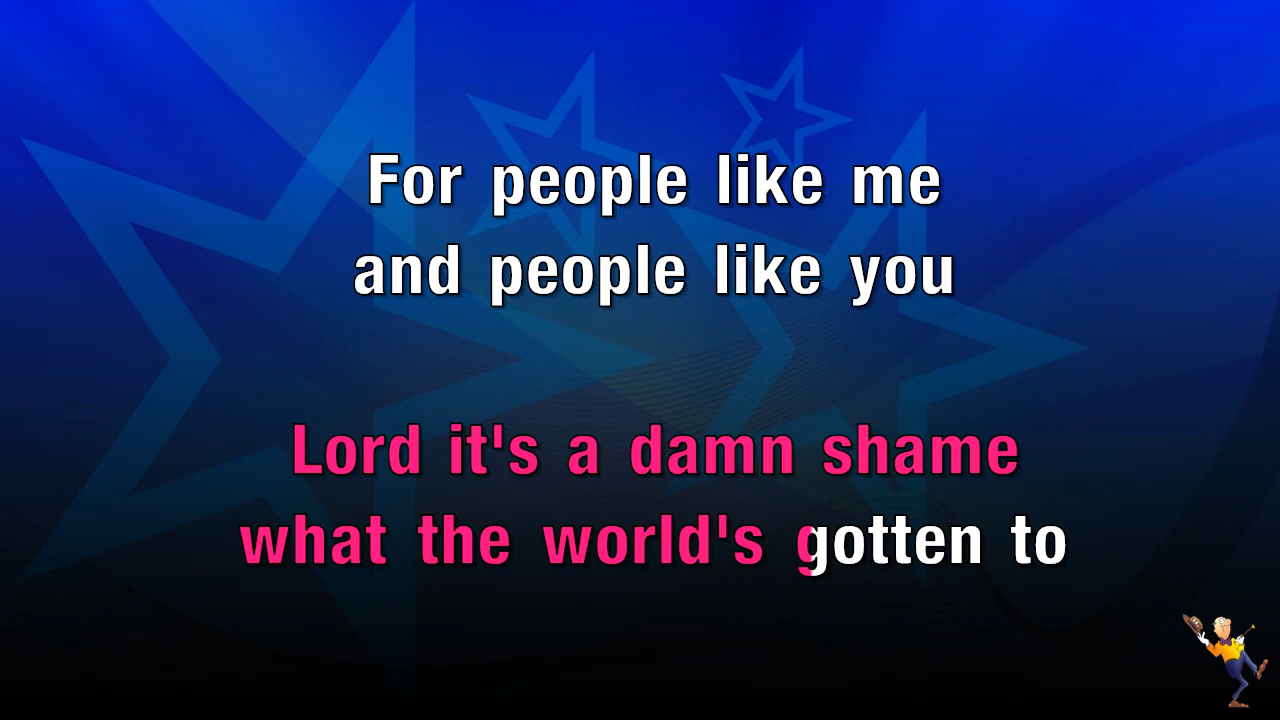 For people like me
and people like you
Lord it's a damn shame
what the world's gotten to